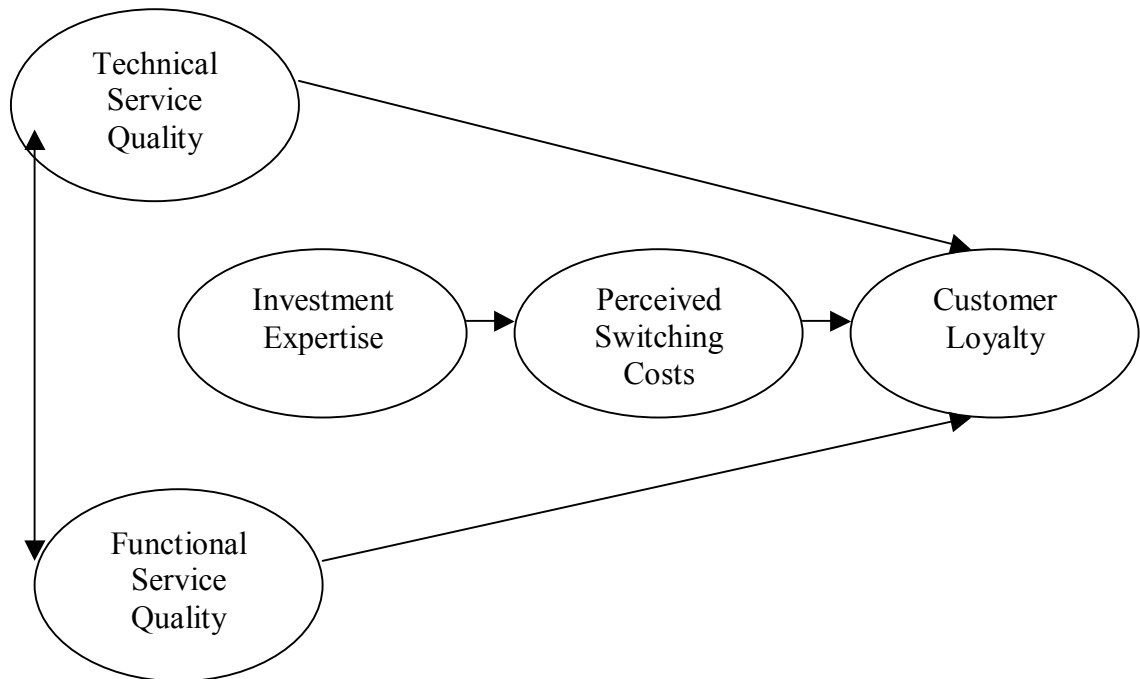 Technical
Service
Quality
Investment
Expertise
Perceived
Switching
Costs
Customer
Loyalty
Functional
Service
Quality